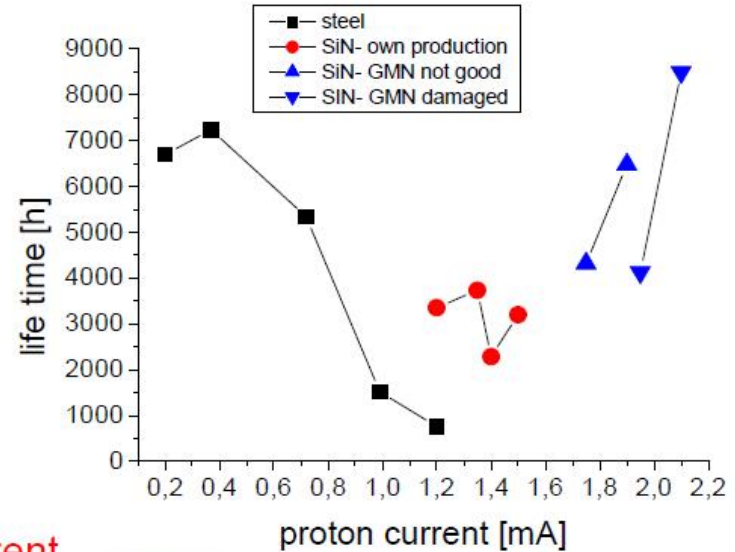 steel
SiN- own production
SiN- GMN not good
SIN- GMN damaged
9000
8000
7000
6000
5000
4000
3000
2000
1000
0
life time [h]
0,2 0,4 0,6 0,8 1,0 1,2 1,4 1,6 1,8 2,0 2,2
proton current [mA]